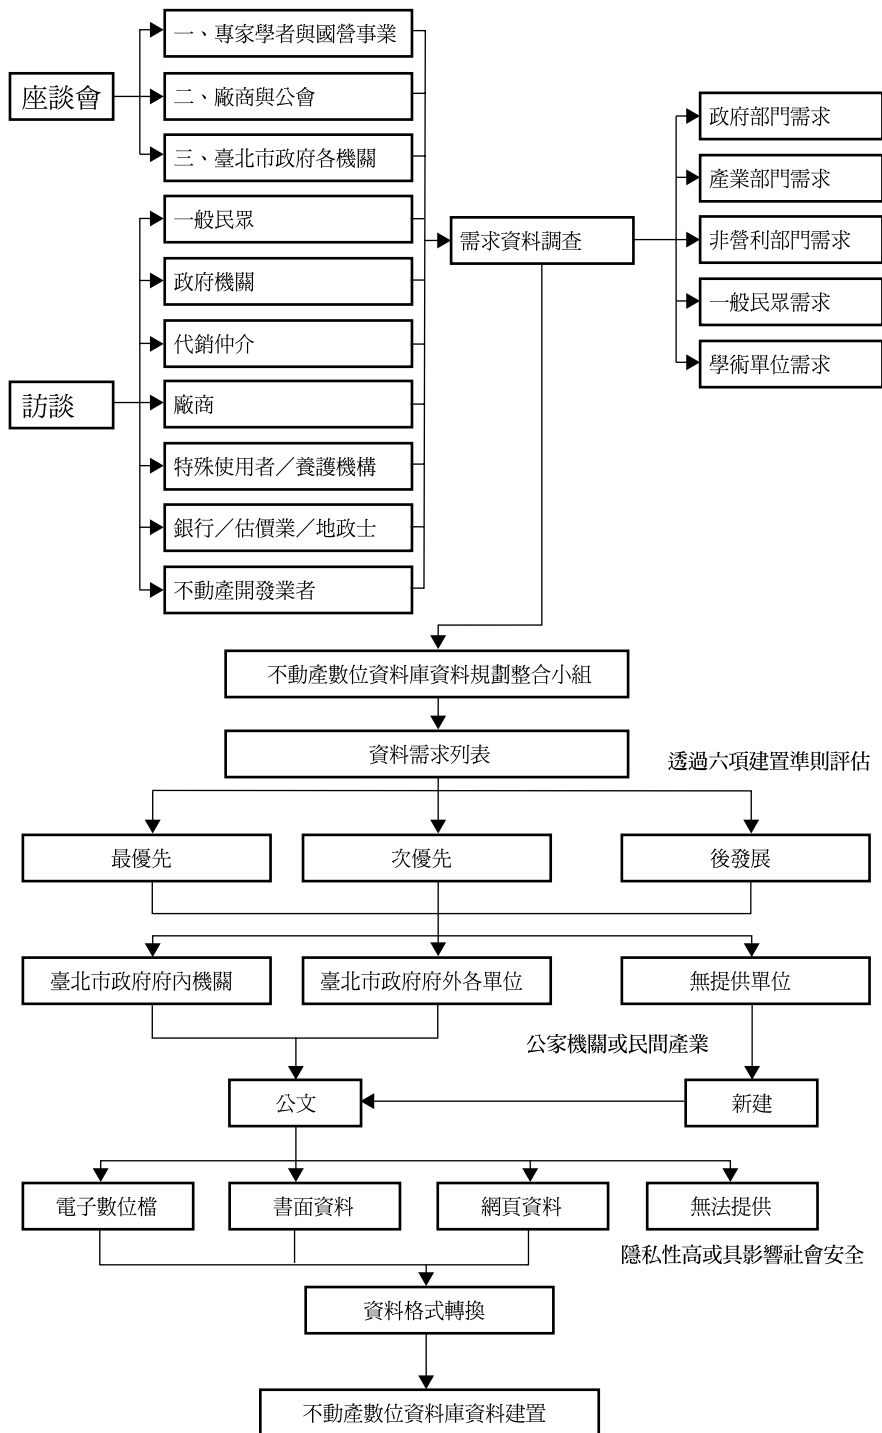 座談會
一、專家學者與國營事業
二、廠商與公會
三、臺北市政府各機關
訪談
一般民眾
政府機關
代銷仲介
廠商
特殊使用者／養護機構
銀行／估價業／地政士
不動產開發業者
需求資料調查
政府部門需求
產業部門需求
非營利部門需求
一般民眾需求
學術單位需求
不動產數位資料庫資料規劃整合小組
資料需求列表
透過六項建置準則評估
最優先
次優先
後發展
臺北市政府府內機關
臺北市政府府外各單位
無提供單位
公家機關或民間產業
公文
新建
電子數位檔
書面資料
網頁資料
無法提供
隱私性高或具影響社會安全
資料格式轉換
不動產數位資料庫資料建置